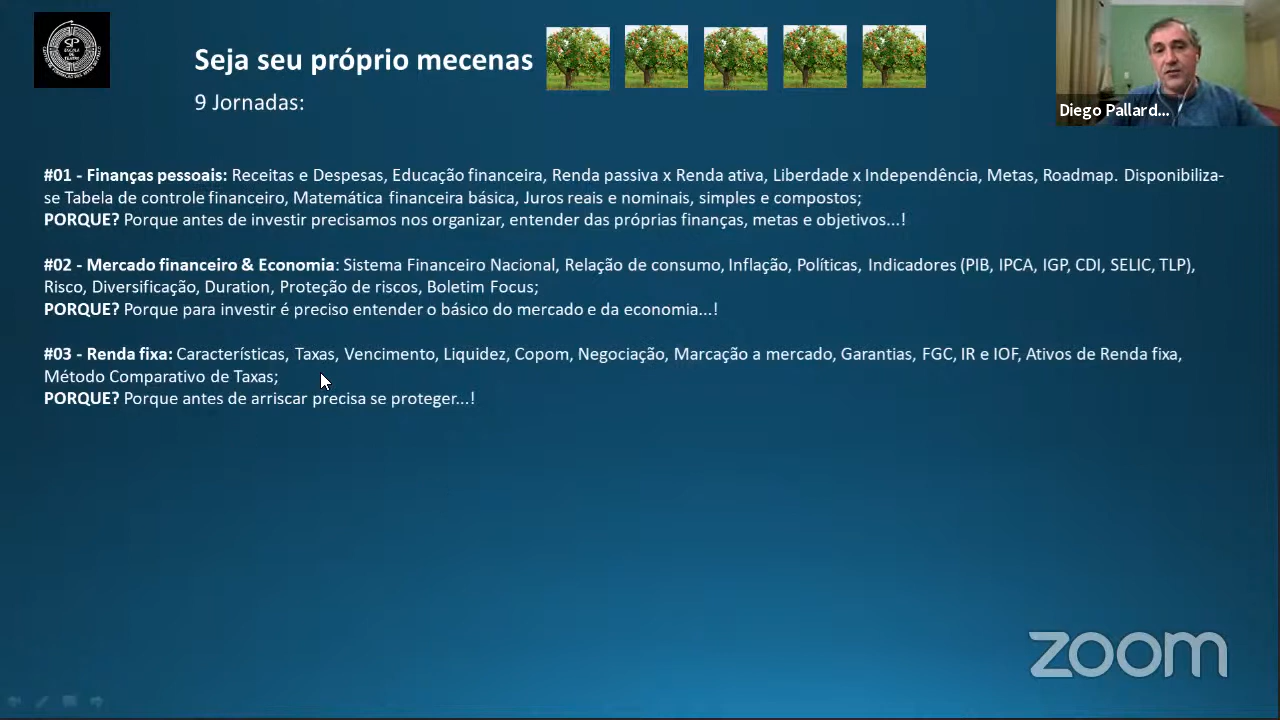 SP
ESCOLA
DE
TEATRO
Seja seu próprio mecenas
9 Jornadas:
Diego Pallard...
#01 - Finanças pessoais: Receitas e Despesas, Educação financeira, Renda passiva x Renda ativa, Liberdade x Independência, Metas, Roadmap. Disponibiliza-
se Tabela de controle financeiro, Matemática financeira básica, Juros reais e nominais, simples e compostos;
PORQUE? Porque antes de investir precisamos nos organizar, entender das próprias finanças, metas e objetivos...!
#02 - Mercado financeiro & Economia: Sistema Financeiro Nacional, Relação de consumo, Inflação, Políticas, Indicadores (PIB, IPCA, IGP, CDI, SELIC, TLP),
Risco, Diversificação, Duration, Proteção de riscos, Boletim Focus;
PORQUE? Porque para investir é preciso entender o básico do mercado e da economia...!
#03 - Renda fixa: Características, Taxas, Vencimento, Liquidez, Copom, Negociação, Marcação a mercado, Garantias, FGC, IR e IOF, Ativos de Renda fixa,
Método Comparativo de Taxas;
PORQUE? Porque antes de arriscar precisa se proteger...!
zoom